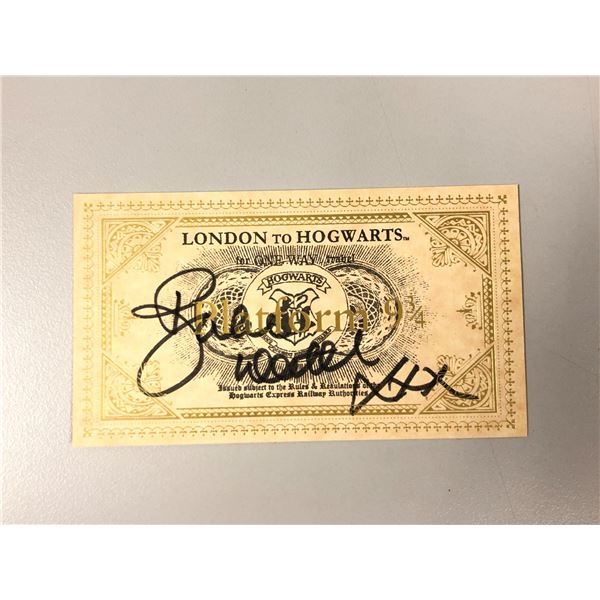 LONDON TO HOGWARTS™
for ONE WAY travel
HOGWARTS
Platform 9¾
Issued subject to the Rules & Regulations of the
Hogwarts Express Railway Authorities